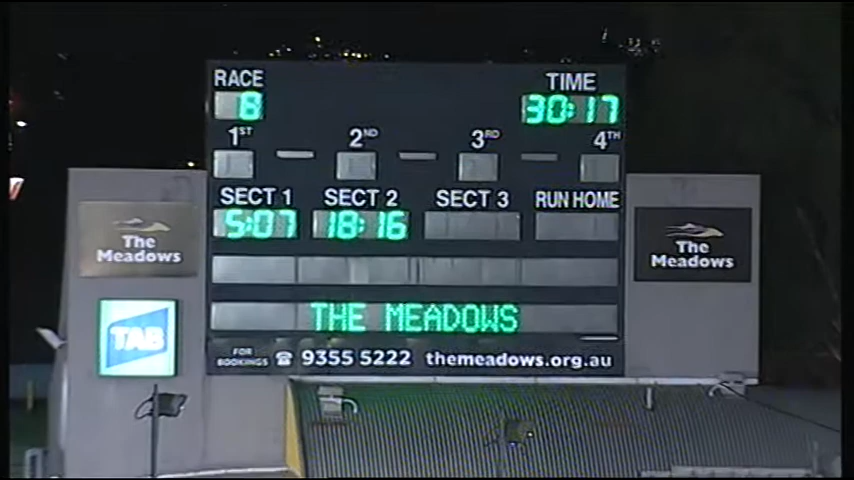 RACE TIME
8 30:17
1ST 2ND 3RD 4TH
SECT 1 SECT 2 SECT 3 RUN HOME
5:07 18:16
The Meadows
The Meadows
THE MEADOWS
TAB
FOR BOOKINGS 9355 5222 themeadows.org.au